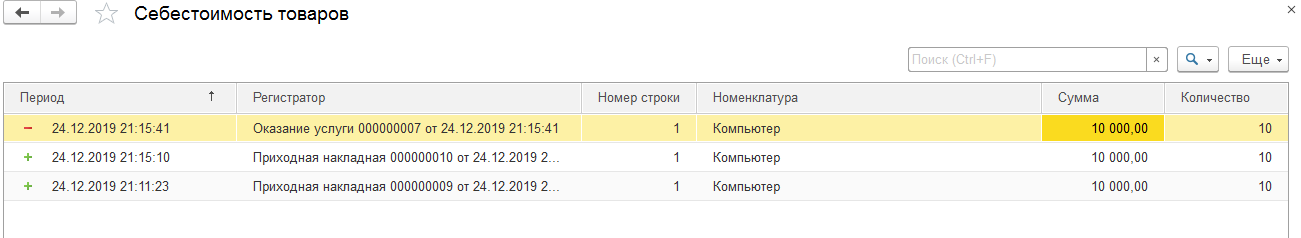 Себестоимость товаров
Поиск (Ctrl+F) Еще
Период Регистратор Номер строки Номенклатура Сумма Количество
24.12.2019 21:15:41 Оказание услуги 000000007 от 24.12.2019 21:15:41 1 Компьютер 10 000,00 10
24.12.2019 21:15:10 Приходная накладная 000000010 от 24.12.2019 2... 1 Компьютер 10 000,00 10
24.12.2019 21:11:23 Приходная накладная 000000009 от 24.12.2019 2... 1 Компьютер 10 000,00 10